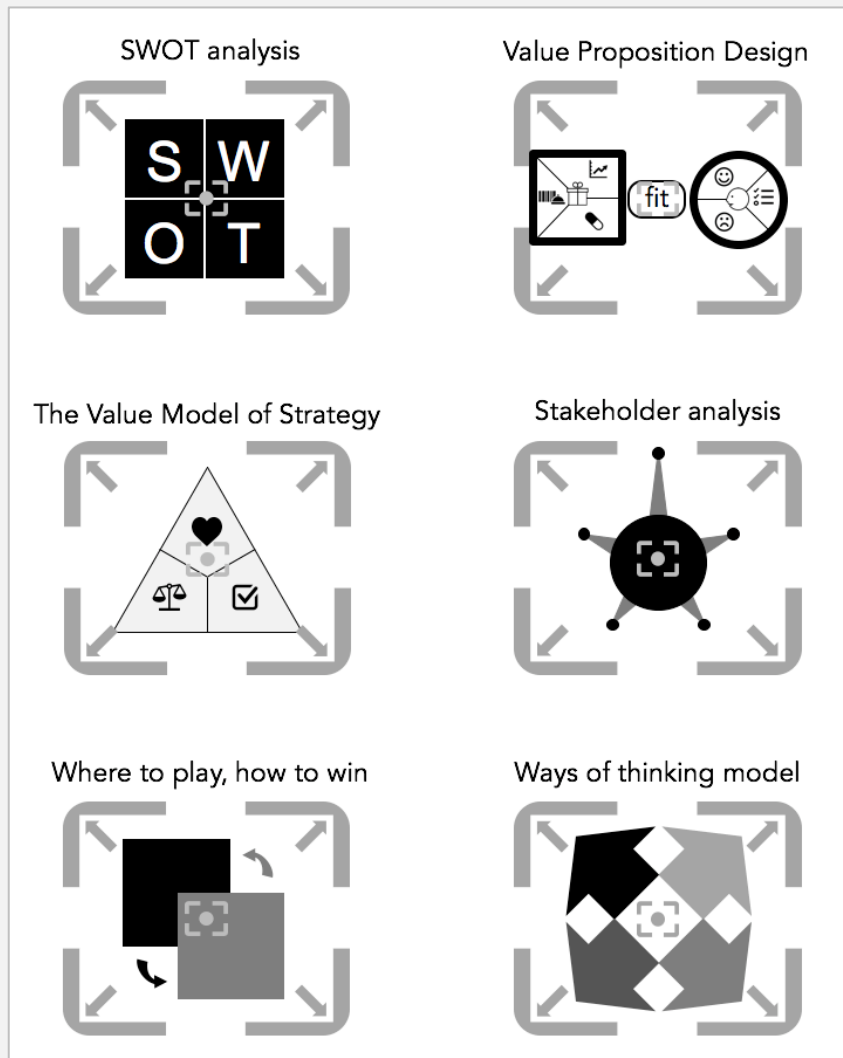 SWOT analysis
Value Proposition Design
S W
O T
fit
The Value Model of Strategy
Stakeholder analysis
Where to play, how to win
Ways of thinking model